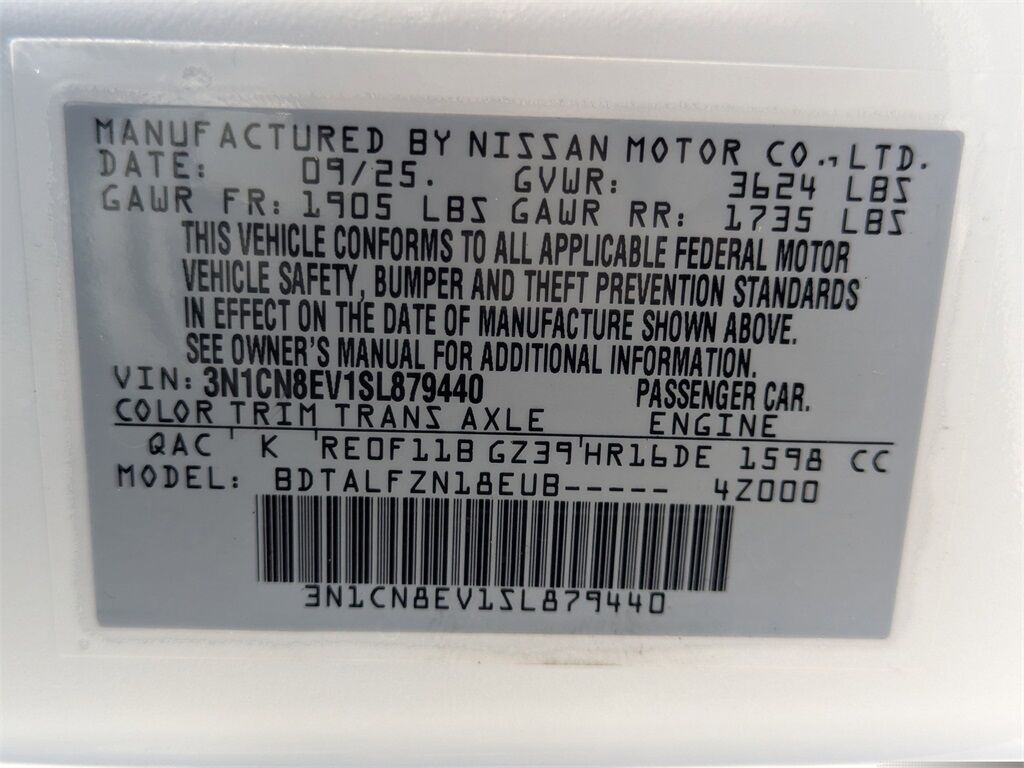 MANUFACTURED BY NISSAN MOTOR CO., LTD.
DATE: 09/25. GVWR: 3624 LBS
GAWR FR: 1905 LBS GAWR RR: 1735 LBS
THIS VEHICLE CONFORMS TO ALL APPLICABLE FEDERAL MOTOR
VEHICLE SAFETY, BUMPER AND THEFT PREVENTION STANDARDS
IN EFFECT ON THE DATE OF MANUFACTURE SHOWN ABOVE.
SEE OWNER'S MANUAL FOR ADDITIONAL INFORMATION.
VIN: 3N1CN8EV1SL879440 PASSENGER CAR.
COLOR TRIM TRANS AXLE ENGINE
QAC ' K 'RE0F11B GZ39'HR16DE 1598 CC
MODEL: BDTALFZN18EUB----- 4Z000
3N1CN8EV1SL879440